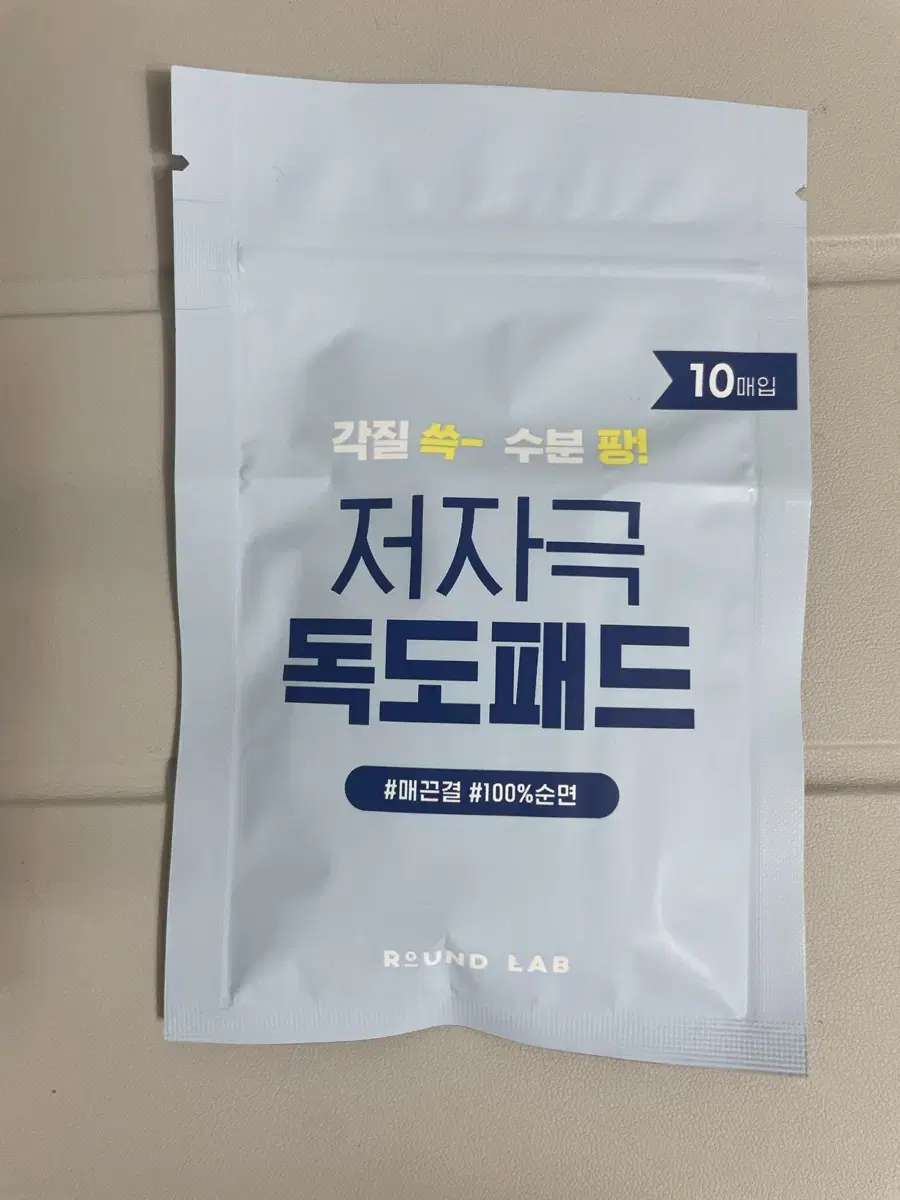 10매입
각질 쏙- 수분 팡!
저자극
독도패드
#매끈결 #100%순면
ROUND LAB